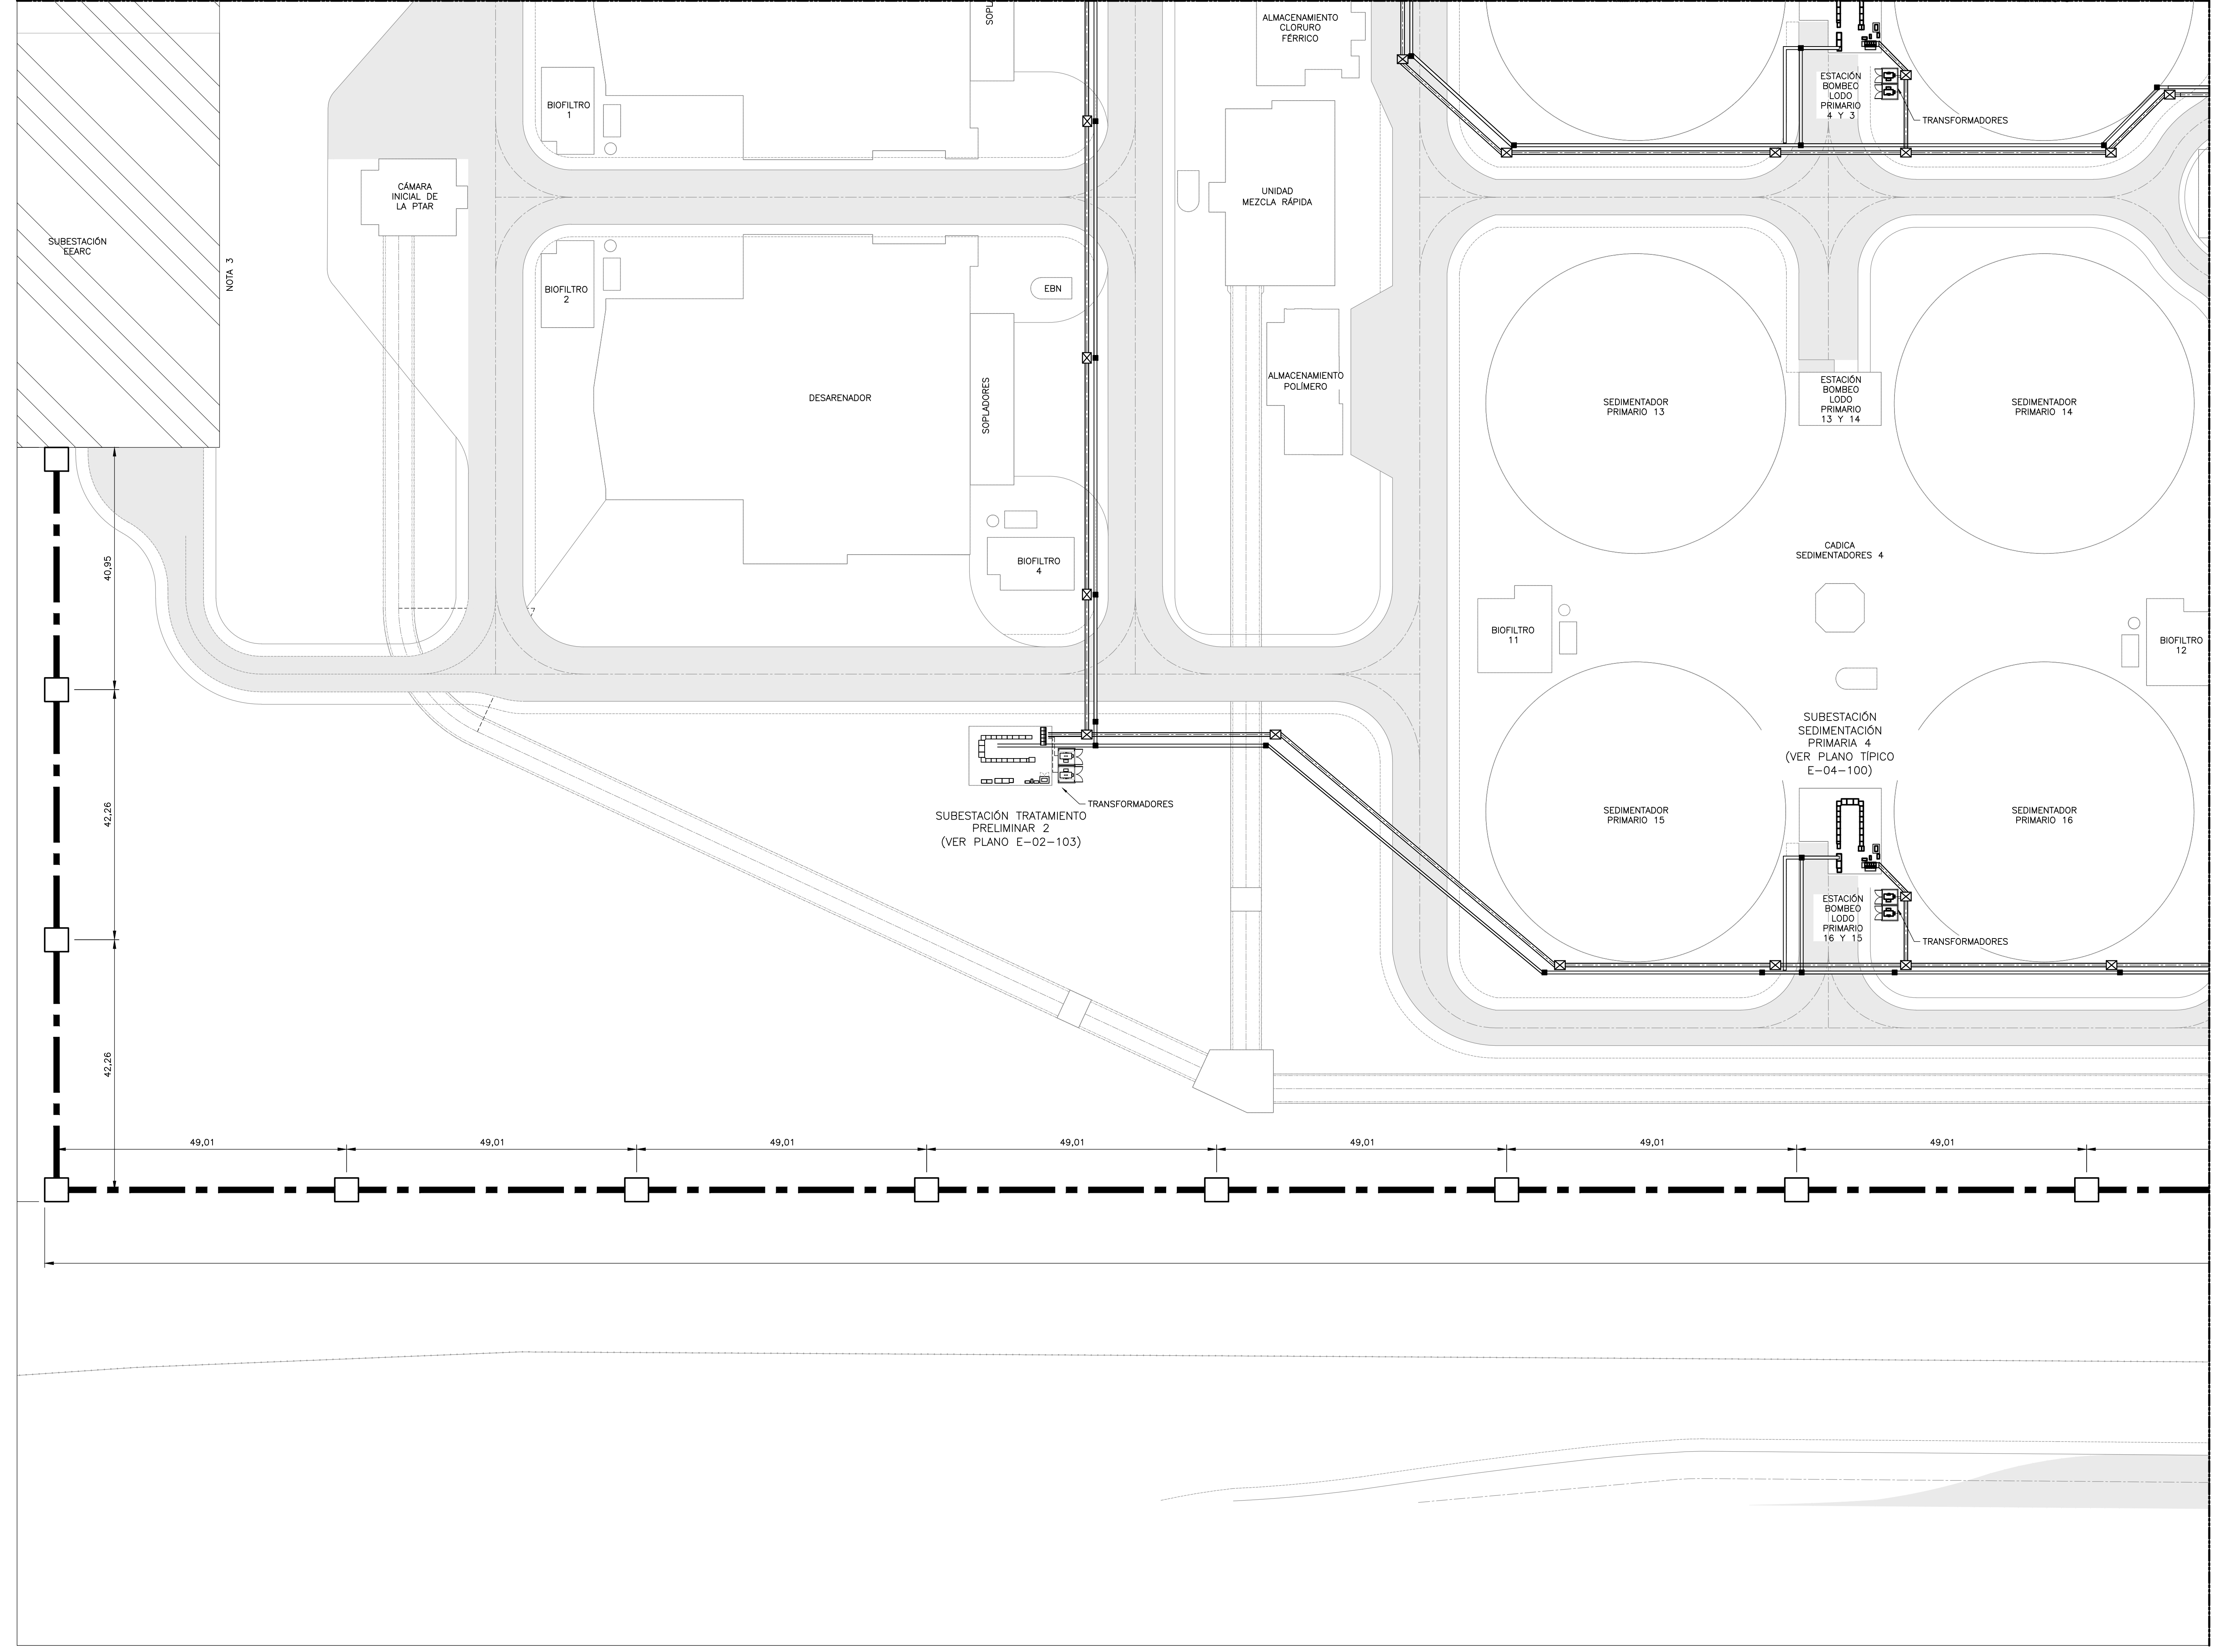 SOPL
ALMACENAMIENTO
CLORURO
FÉRRICO
BIOFILTRO
1
ESTACIÓN
BOMBEO
LODO
PRIMARIO
4 Y 3
TRANSFORMADORES
CÁMARA
INICIAL DE
LA PTAR
UNIDAD
MEZCLA RÁPIDA
SUBESTACIÓN
EEARC
NOTA 3
BIOFILTRO
2
EBN
DESARENADOR
SOPLADORES
ALMACENAMIENTO
POLÍMERO
SEDIMENTADOR
PRIMARIO 13
ESTACIÓN
BOMBEO
LODO
PRIMARIO
13 Y 14
SEDIMENTADOR
PRIMARIO 14
40,95
BIOFILTRO
4
CADICA
SEDIMENTADORES 4
BIOFILTRO
11
BIOFILTRO
12
SUBESTACIÓN
SEDIMENTACIÓN
PRIMARIA 4
(VER PLANO TÍPICO
E-04-100)
42,26
TRANSFORMADORES
SUBESTACIÓN TRATAMIENTO
PRELIMINAR 2
(VER PLANO E-02-103)
SEDIMENTADOR
PRIMARIO 15
SEDIMENTADOR
PRIMARIO 16
ESTACIÓN
BOMBEO
LODO
PRIMARIO
16 Y 15
TRANSFORMADORES
42,26
49,01
49,01
49,01
49,01
49,01
49,01
49,01